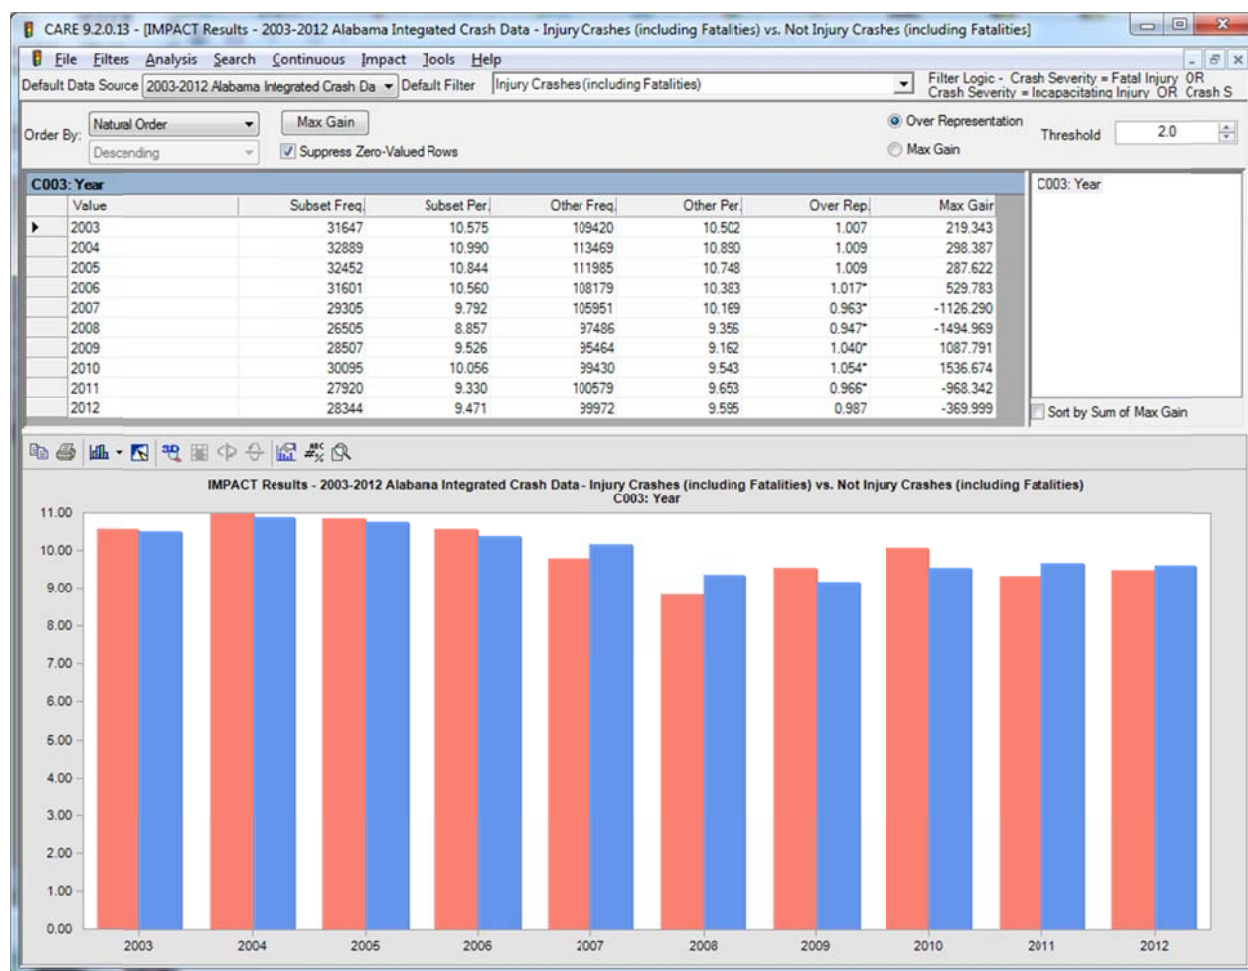 CARE 9.2.0.13 - [IMPACT Results - 2003-2012 Alabama Integrated Crash Data - Injury Crashes (including Fatalities) vs. Not Injury Crashes (including Fatalities)]
File Filters Analysis Search Continuous Impact Tools Help
Default Data Source 2003-2012 Alabama Integrated Crash Da Default Filter Injury Crashes (including Fatalities) Filter Logic - Crash Severity = Fatal Injury OR
Crash Severity = Incapacitating Injury OR Crash S
Order By: Natural Order Max Gain Over Representation Threshold 2.0
Descending Suppress Zero-Valued Rows Max Gain
C003: Year C003: Year
Value Subset Freq. Subset Per. Other Freq. Other Per. Over Rep. Max Gain
2003 31647 10.575 109420 10.502 1.007 219.343
2004 32889 10.990 113469 10.890 1.009 298.387
2005 32452 10.844 111985 10.748 1.009 287.622
2006 31601 10.560 108179 10.383 1.017* 529.783
2007 29305 9.792 105951 10.169 0.963* -1126.290
2008 26505 8.857 97486 9.356 0.947* -1494.969
2009 28507 9.526 95464 9.162 1.040* 1087.791
2010 30095 10.056 99430 9.543 1.054* 1536.674
2011 27920 9.330 100579 9.653 0.966* -968.342
2012 28344 9.471 99972 9.595 0.987 -369.999
Sort by Sum of Max Gain
IMPACT Results - 2003-2012 Alabama Integrated Crash Data - Injury Crashes (including Fatalities) vs. Not Injury Crashes (including Fatalities)
C003: Year
11.00
10.00
9.00
8.00
7.00
6.00
5.00
4.00
3.00
2.00
1.00
0.00
2003 2004 2005 2006 2007 2008 2009 2010 2011 2012